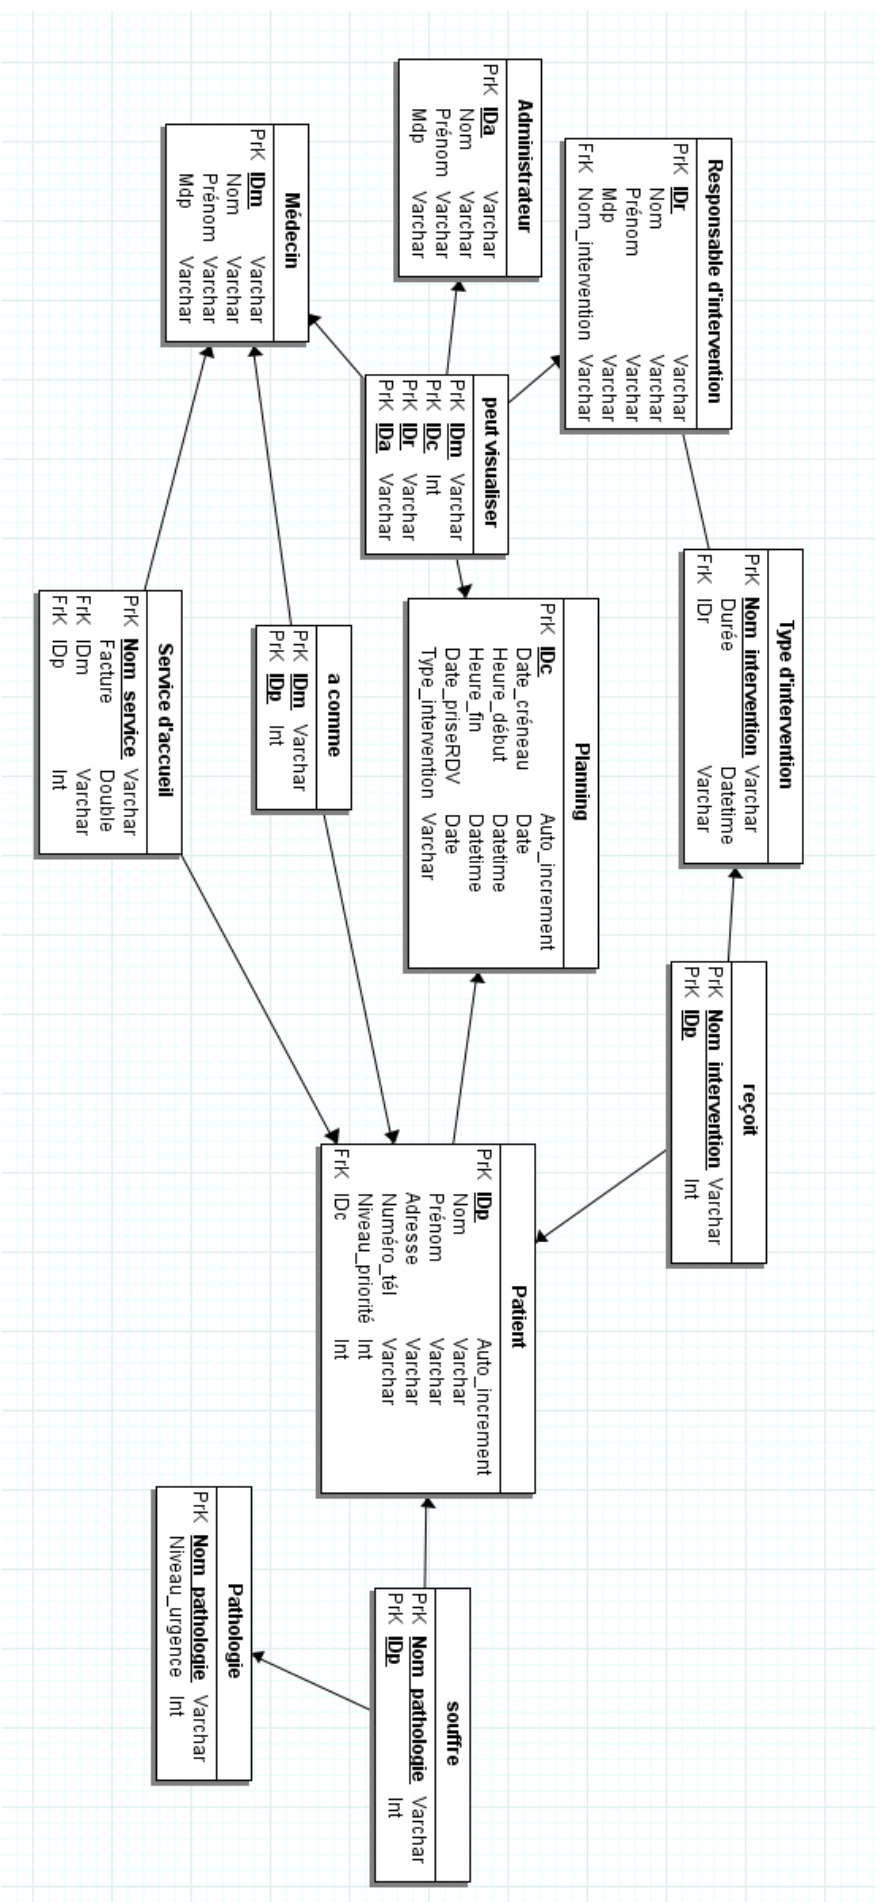 Responsable d'intervention
PrK IDr Varchar
Nom Varchar
Prénom Varchar
Mdp Varchar
FrK Nom_intervention Varchar
Type d'intervention
PrK Nom_intervention Varchar
Durée Datetime
FrK IDr Varchar
reçoit
PrK Nom_intervention Varchar
PrK IDp Int
Administrateur
PrK IDa Varchar
Nom Varchar
Prénom Varchar
Mdp Varchar
peut visualiser
PrK IDm Varchar
PrK IDc Int
PrK IDr Varchar
PrK IDa Varchar
Planning
PrK IDc Auto_increment
Date_créneau Date
Heure_début Datetime
Heure_fin Datetime
Date_priseRDV Date
Type_intervention Varchar
Patient
PrK IDp Auto_increment
Nom Varchar
Prénom Varchar
Adresse Varchar
Numéro_tél Varchar
Niveau_priorité Int
FrK IDc Int
souffre
PrK Nom_pathologie Varchar
PrK IDp Int
Médecin
PrK IDm Varchar
Nom Varchar
Prénom Varchar
Mdp Varchar
a comme
PrK IDm Varchar
PrK IDp Int
Service d'accueil
PrK Nom_service Varchar
Facture Double
FrK IDm Varchar
FrK IDp Int
Pathologie
PrK Nom_pathologie Varchar
Niveau_urgence Int